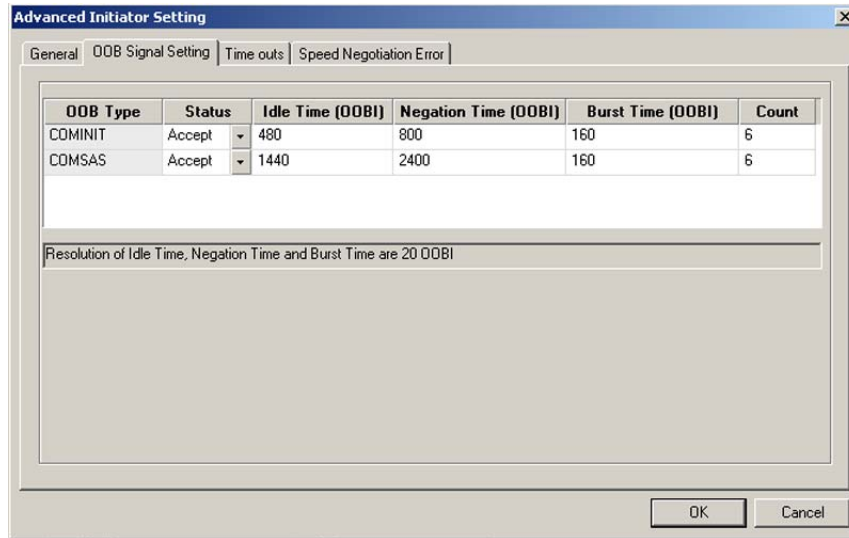 Advanced Initiator Setting
General OOB Signal Setting Time outs Speed Negotiation Error
OOB Type Status Idle Time (OOBI) Negation Time (OOBI) Burst Time (OOBI) Count
COMINIT Accept 480 800 160 6
COMSAS Accept 1440 2400 160 6
Resolution of Idle Time, Negation Time and Burst Time are 20 OOBI
OK Cancel